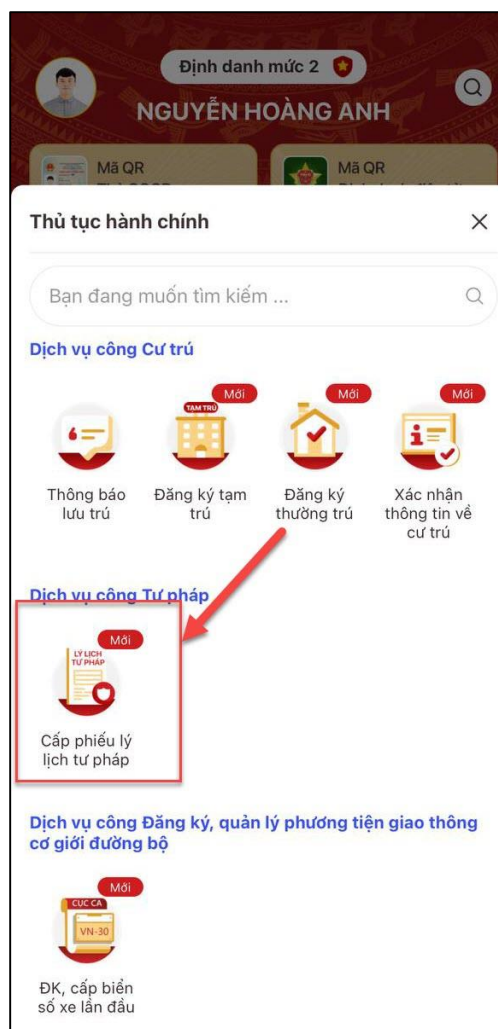 Định danh mức 2
NGUYỄN HOÀNG ANH
Mã QR
Mã QR
Thủ tục hành chính
Bạn đang muốn tìm kiếm ...
Dịch vụ công Cư trú
Mới
Mới
Mới
TẠM TRÚ
Thông báo
lưu trú
Đăng ký tạm
trú
Đăng ký
thường trú
Xác nhận
thông tin về
cư trú
Dịch vụ công Tư pháp
Mới
LÝ LỊCH
TƯ PHÁP
Cấp phiếu lý
lịch tư pháp
Dịch vụ công Đăng ký, quản lý phương tiện giao thông
cơ giới đường bộ
Mới
CỤC CA
VN-30
ĐK, cấp biển
số xe lần đầu